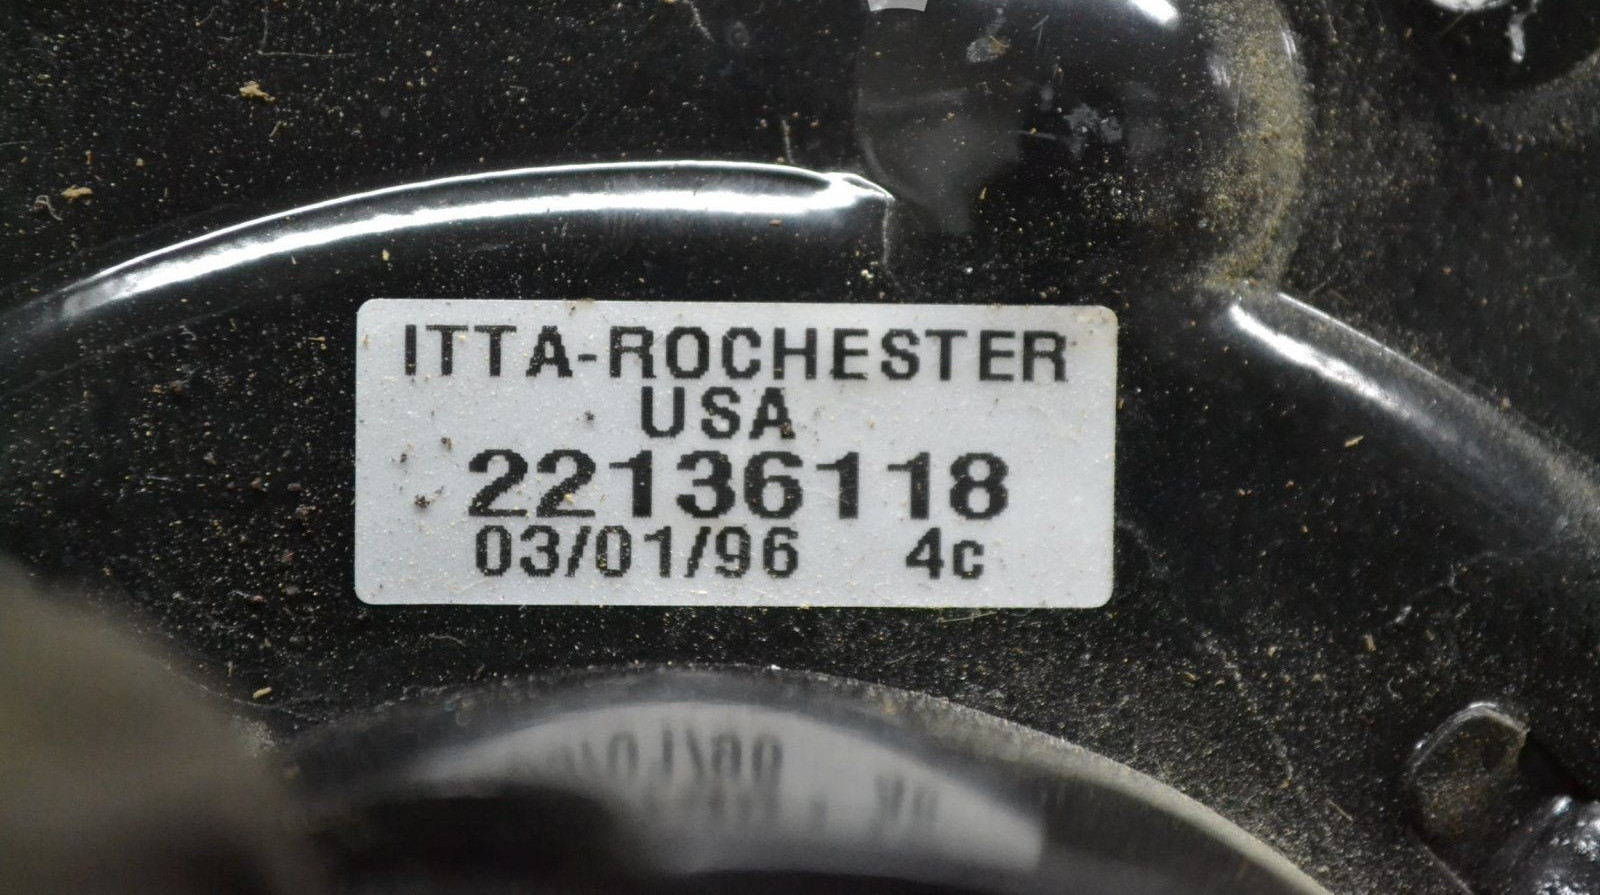 ITTA-ROCHESTER
USA
22136118
03/01/96 4c